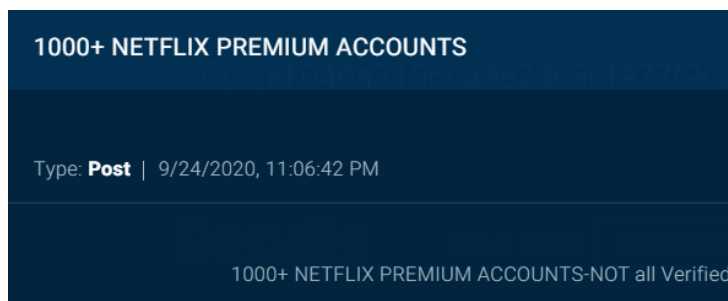 1000+ NETFLIX PREMIUM ACCOUNTS
Type: Post | 9/24/2020, 11:06:42 PM
Results
1000+ NETFLIX PREMIUM ACCOUNTS-NOT all Verified